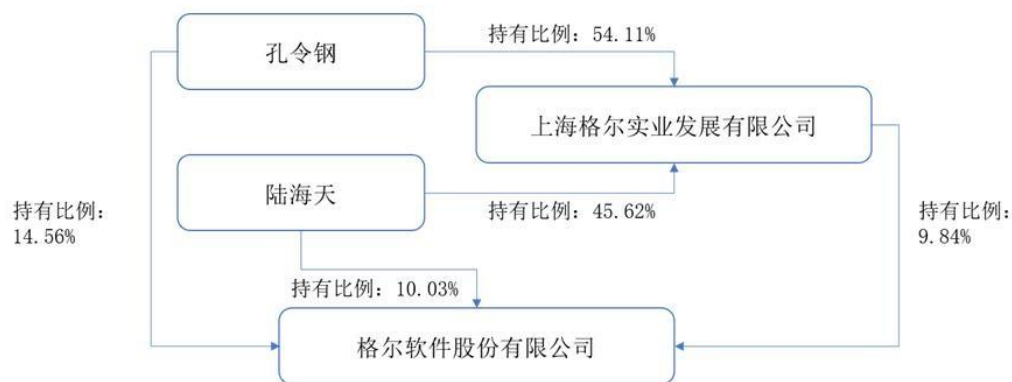 孔令钢
持有比例：54.11%
上海格尔实业发展有限公司
陆海天
持有比例：45.62%
持有比例：
14.56%
持有比例：
9.84%
持有比例：10.03%
格尔软件股份有限公司